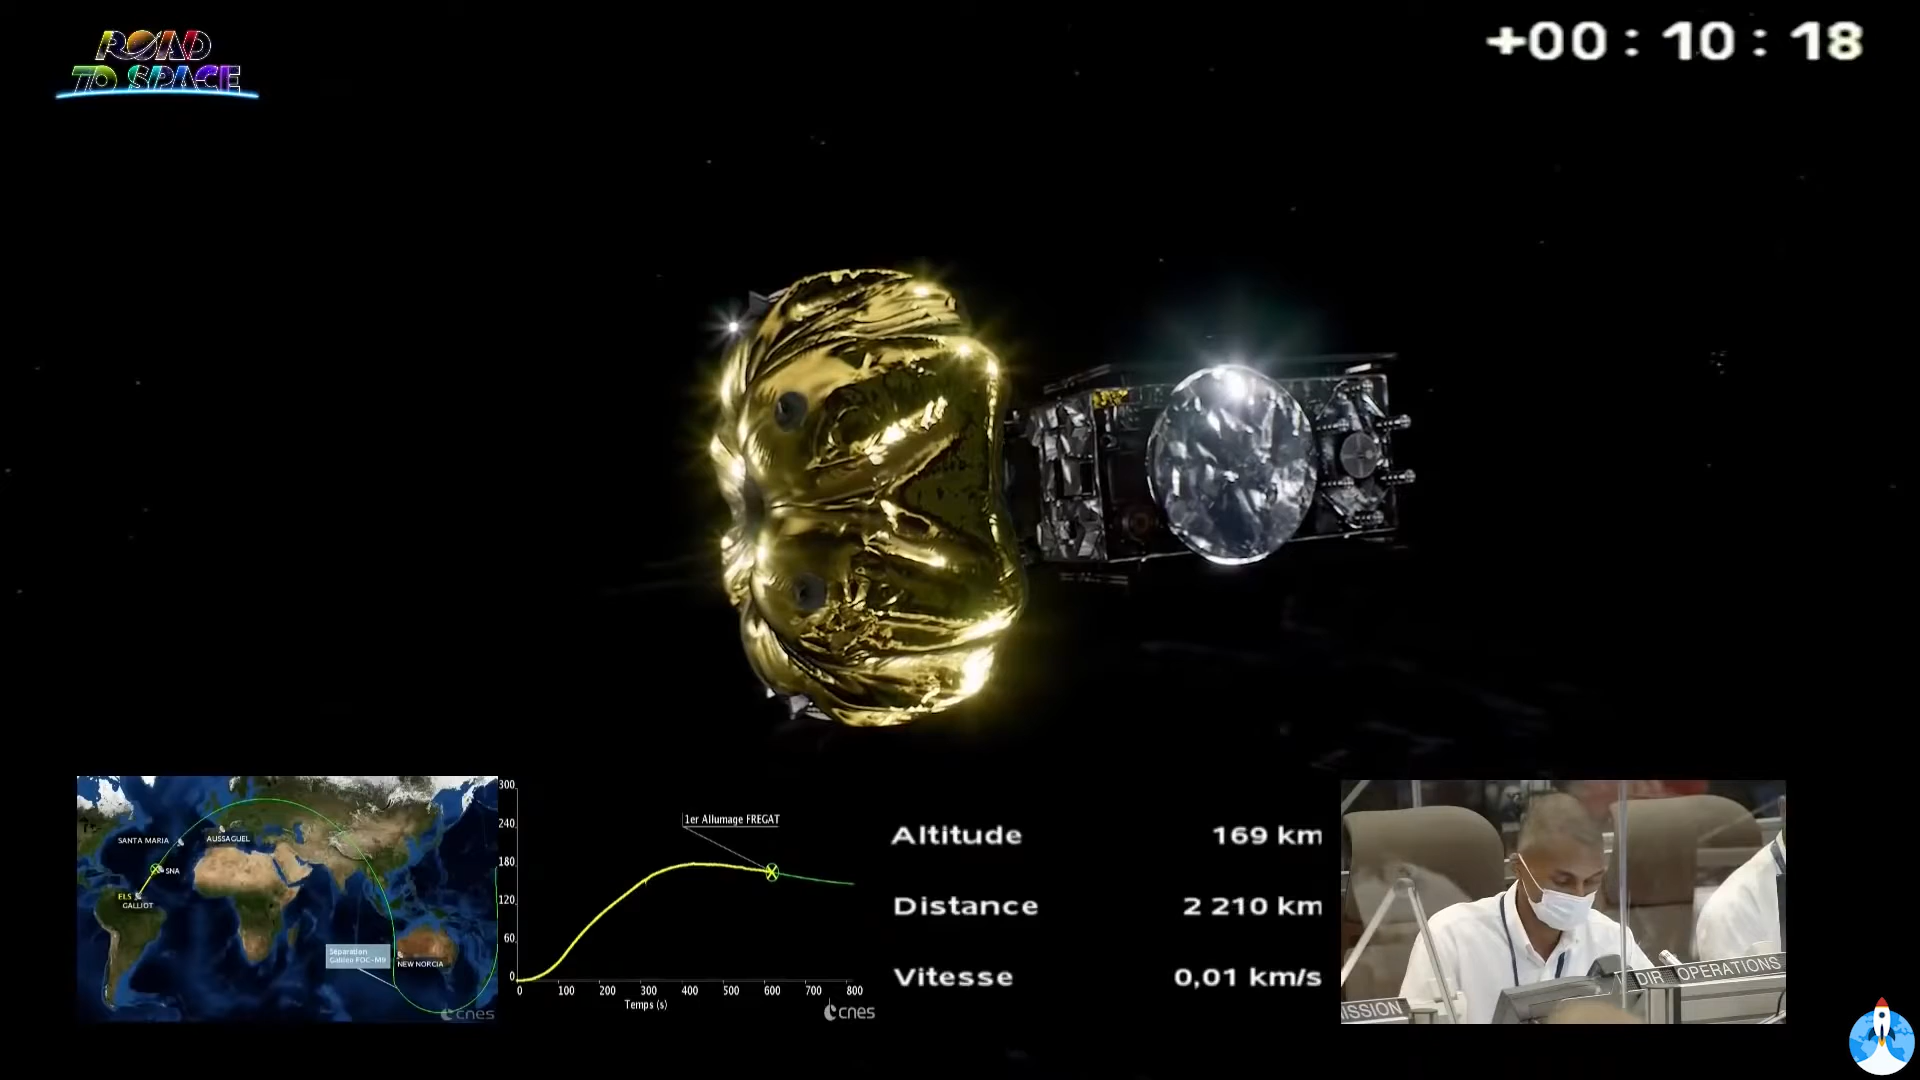 ROAD
TO SPACE
+00 : 10 : 18
SANTA MARIA
AUSSAGUEL
SNA
ELS
GALLIOT
Séparation
Galileo FOC-M9
NEW NORCIA
cnes
300
240
180
120
60
0
1er Allumage FREGAT
0 100 200 300 400 500 600 700 800
Temps (s)
cnes
Altitude 169 km
Distance 2 210 km
Vitesse 0,01 km/s
ISSION
DIR OPERATIONS